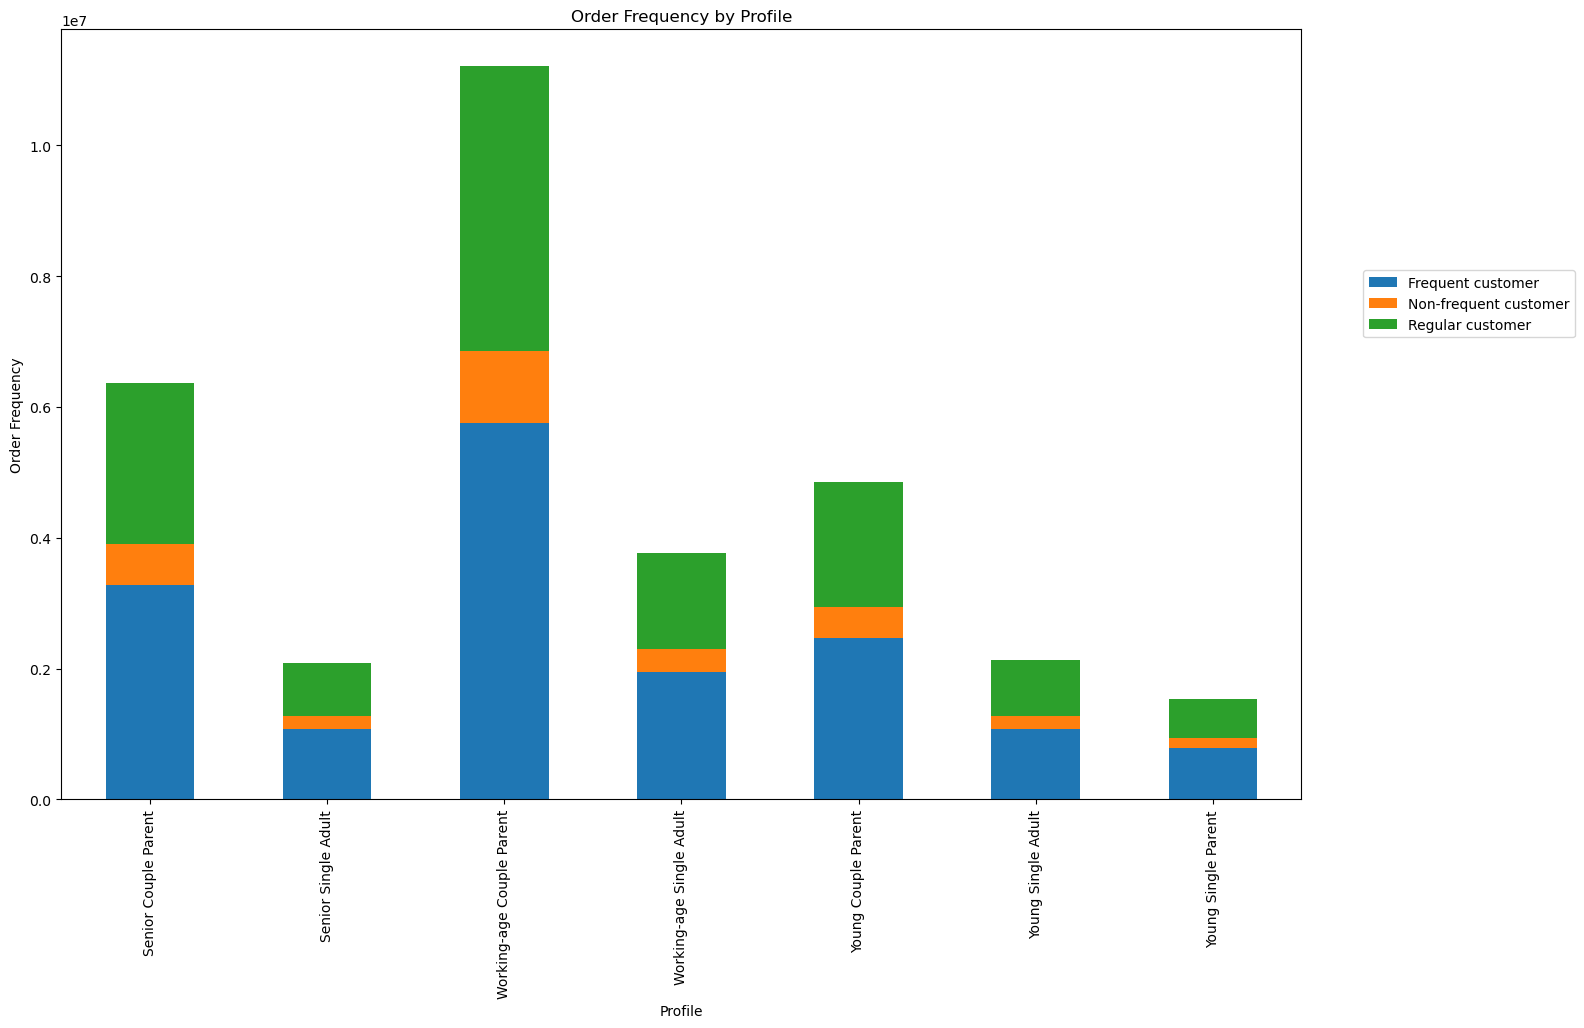 Order Frequency by Profile
1e7
1.0
0.8
0.6
0.4
0.2
0.0
Order Frequency
Senior Couple Parent
Senior Single Adult
Working-age Couple Parent
Working-age Single Adult
Young Couple Parent
Young Single Adult
Young Single Parent
Profile
Frequent customer
Non-frequent customer
Regular customer